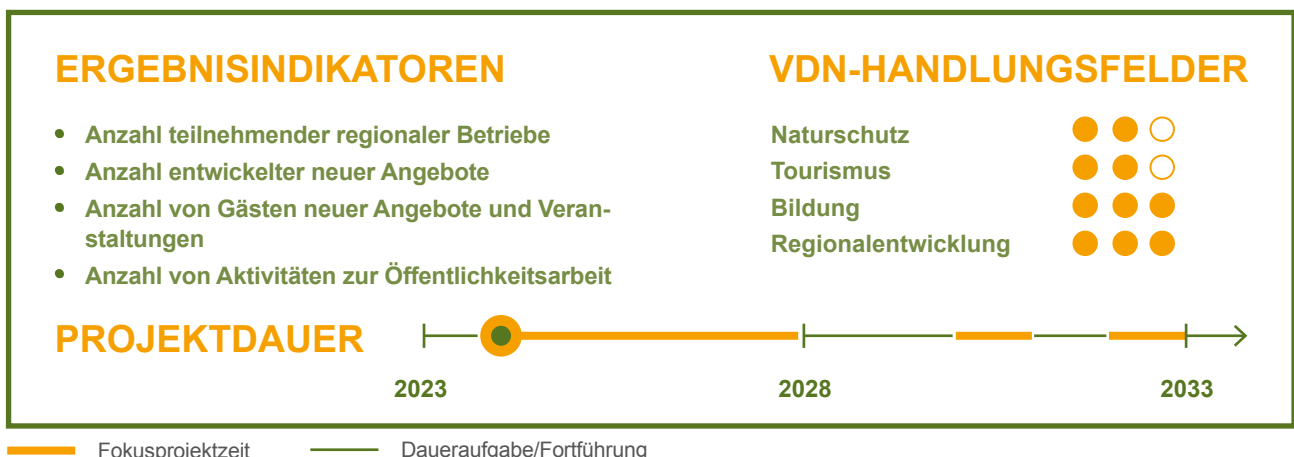 ERGEBNISINDIKATOREN
• Anzahl teilnehmender regionaler Betriebe
• Anzahl entwickelter neuer Angebote
• Anzahl von Gästen neuer Angebote und Veran-
staltungen
• Anzahl von Aktivitäten zur Öffentlichkeitsarbeit
VDN-HANDLUNGSFELDER
Naturschutz
Tourismus
Bildung
Regionalentwicklung
PROJEKTDAUER
2023
2028
2033
Fokusprojektzeit
Daueraufgabe/Fortführung